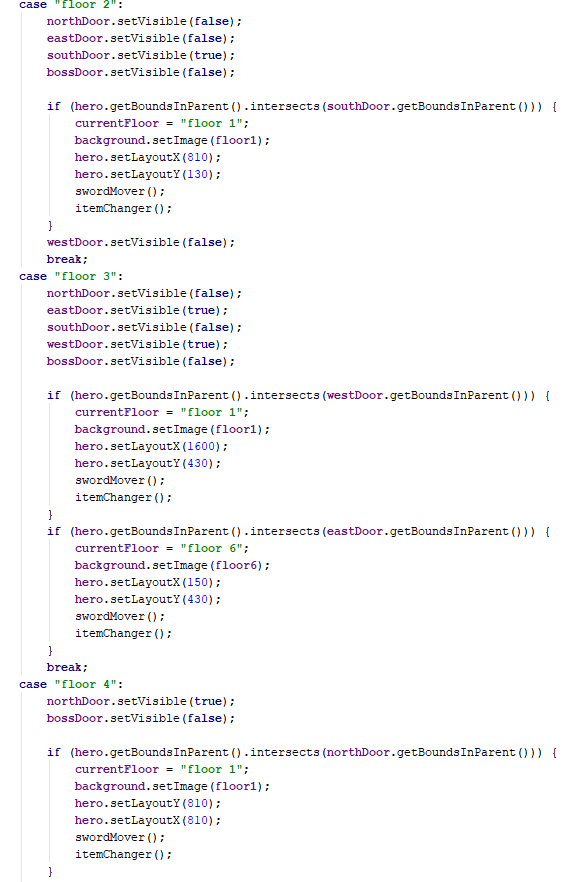 case "floor 2":
    northDoor.setVisible(false);
    eastDoor.setVisible(false);
    southDoor.setVisible(true);
    bossDoor.setVisible(false);

    if (hero.getBoundsInParent().intersects(southDoor.getBoundsInParent())) {
        currentFloor = "floor 1";
        background.setImage(floor1);
        hero.setLayoutX(810);
        hero.setLayoutY(130);
        swordMover();
        itemChanger();
    }
    westDoor.setVisible(false);
    break;
case "floor 3":
    northDoor.setVisible(false);
    eastDoor.setVisible(true);
    southDoor.setVisible(false);
    westDoor.setVisible(true);
    bossDoor.setVisible(false);

    if (hero.getBoundsInParent().intersects(westDoor.getBoundsInParent())) {
        currentFloor = "floor 1";
        background.setImage(floor1);
        hero.setLayoutX(1600);
        hero.setLayoutY(430);
        swordMover();
        itemChanger();
    }
    if (hero.getBoundsInParent().intersects(eastDoor.getBoundsInParent())) {
        currentFloor = "floor 6";
        background.setImage(floor6);
        hero.setLayoutX(150);
        hero.setLayoutY(430);
        swordMover();
        itemChanger();
    }
    break;
case "floor 4":
    northDoor.setVisible(true);
    bossDoor.setVisible(false);

    if (hero.getBoundsInParent().intersects(northDoor.getBoundsInParent())) {
        currentFloor = "floor 1";
        background.setImage(floor1);
        hero.setLayoutY(810);
        hero.setLayoutX(810);
        swordMover();
        itemChanger();
    }